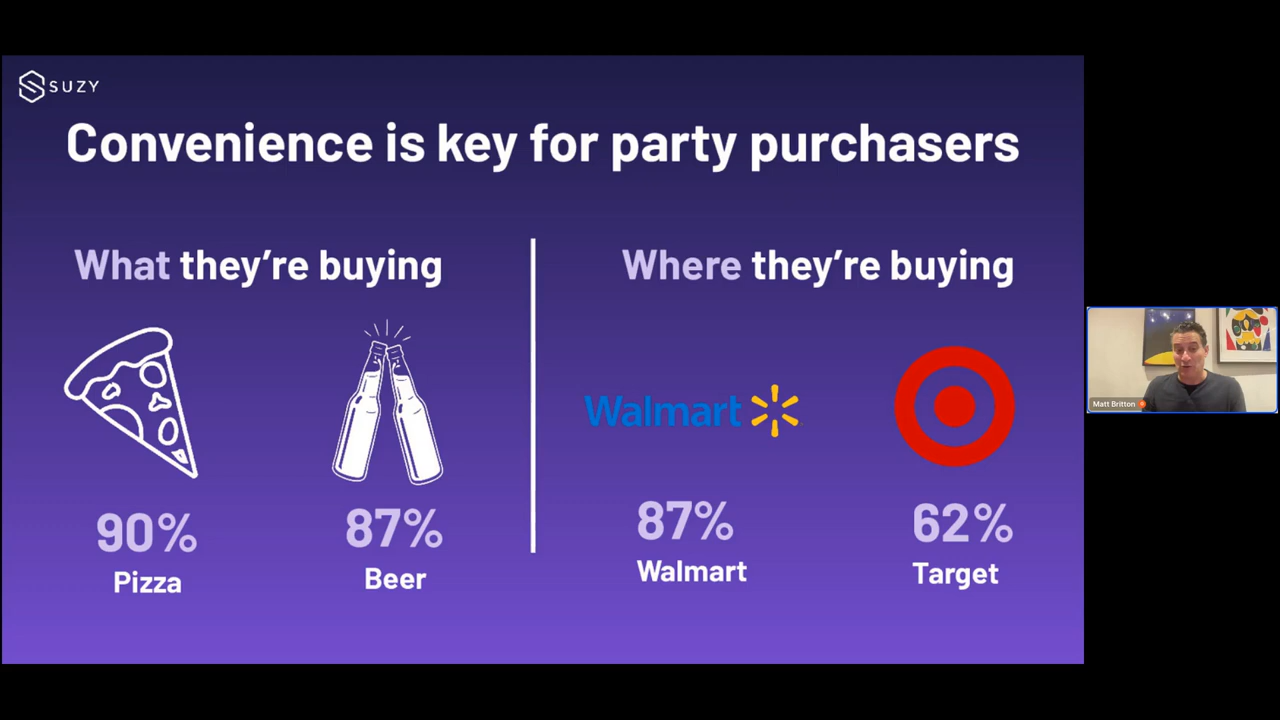 SUZY
Convenience is key for party purchasers
What they're buying
Where they're buying
Walmart
90%
Pizza
87%
Beer
87%
Walmart
62%
Target
Matt Britton